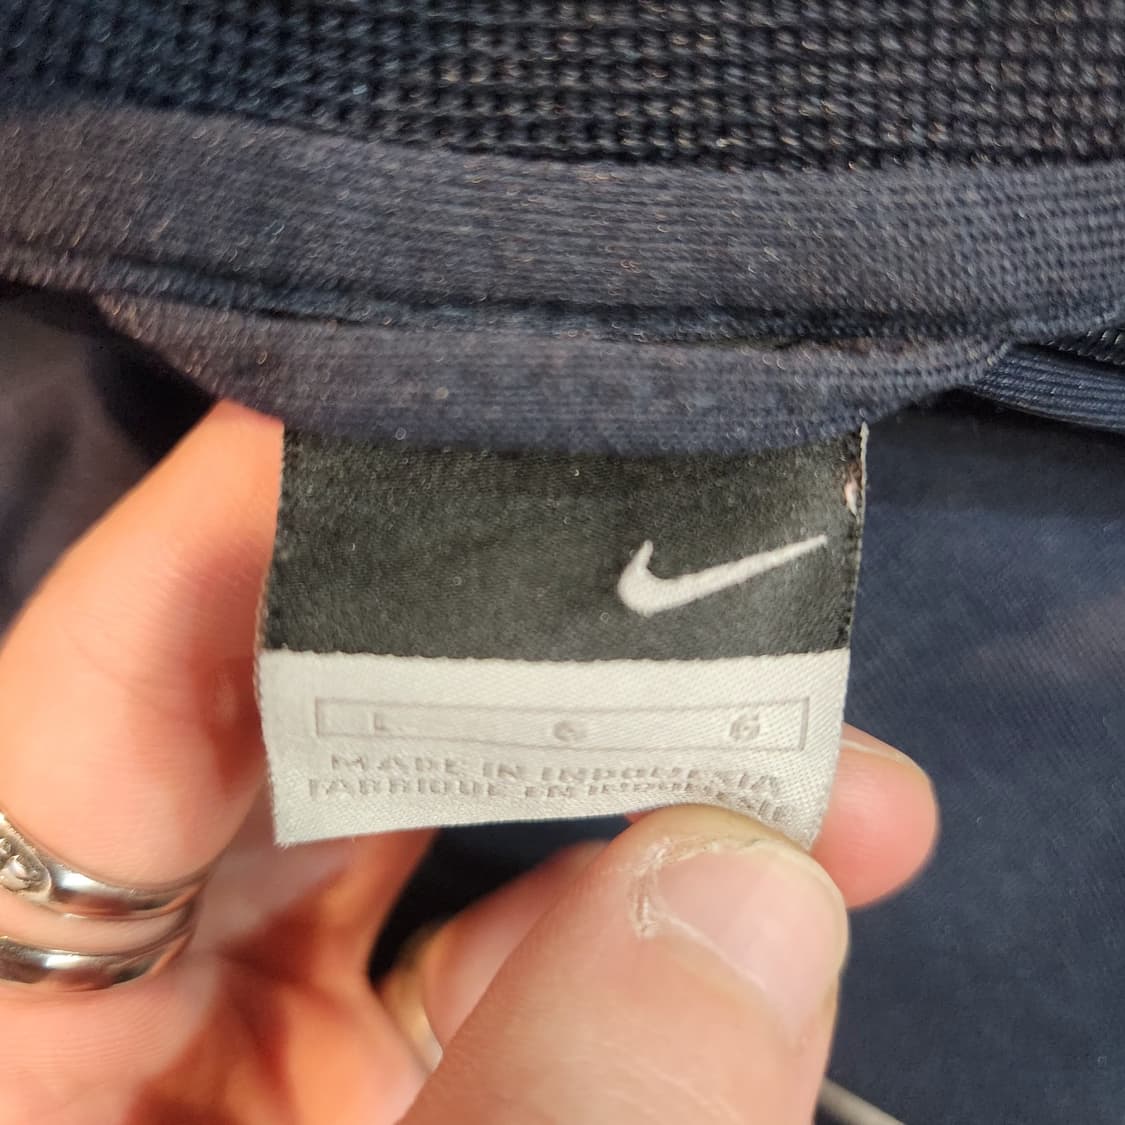 L G G
MADE IN INDONESIA
FABRIQUE EN INDONESIE